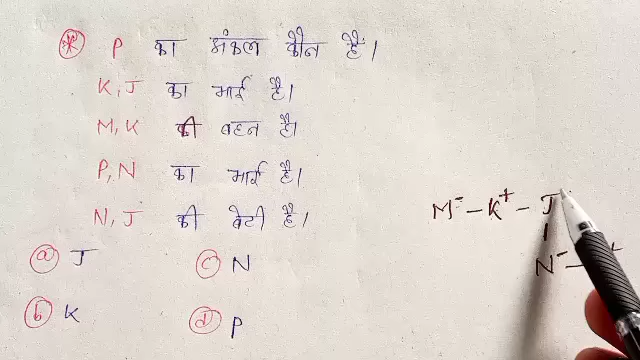 * P का अंकल कौन है।
K, J का भाई है।
M, K की बहन है।
P, N का भाई है।
N, J की बेटी है।
(a) J
(c) N
(b) K
(d) P
M⁻ – K⁺ – J
N⁻ –